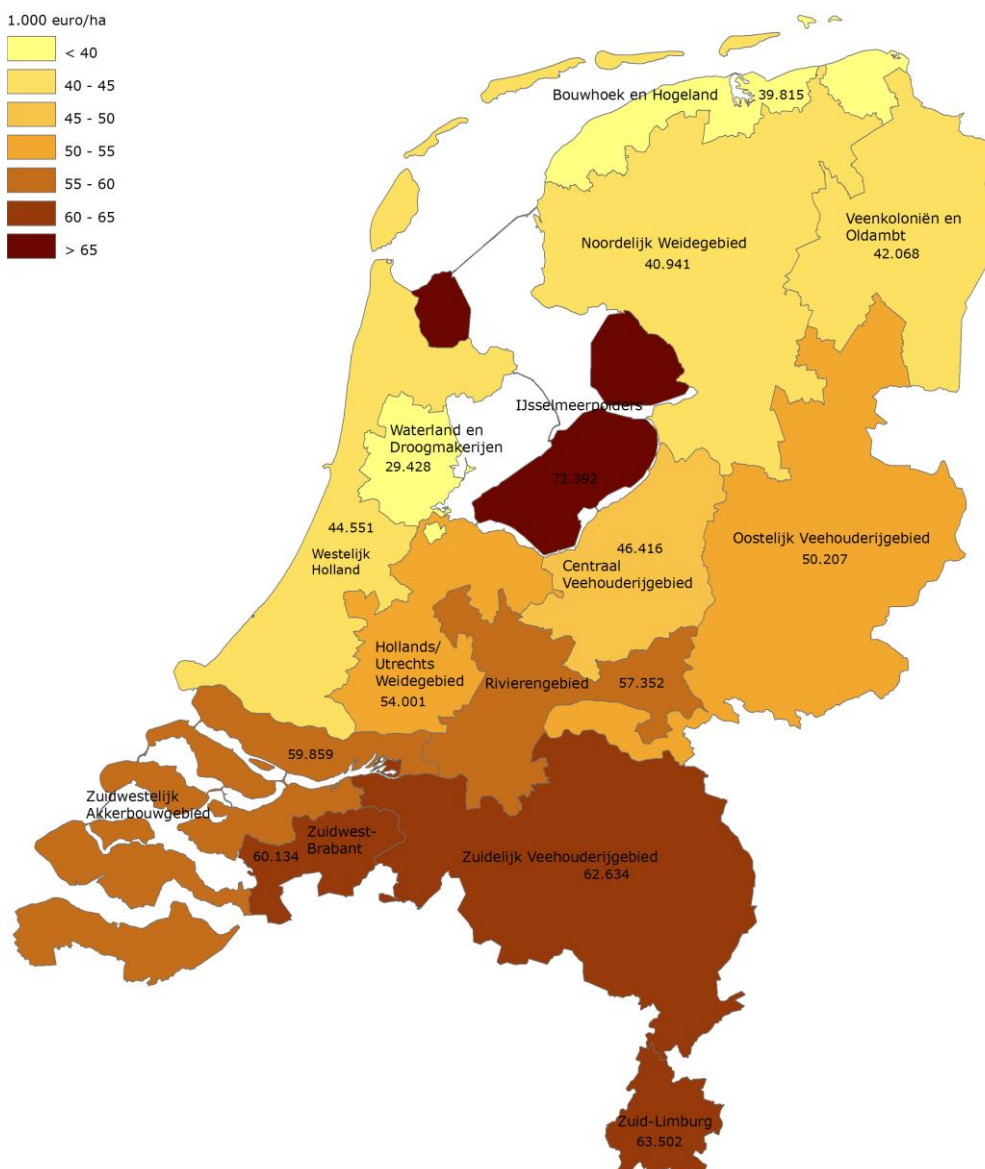 1.000 euro/ha
< 40
40 - 45
45 - 50
50 - 55
55 - 60
60 - 65
> 65
Bouwhoek en Hogeland
39.815
Noordelijk Weidegebied
40.941
Veenkoloniën en
Oldambt
42.068
IJsselmeerpolders
72.392
Waterland en
Droogmakerijen
29.428
44.551
Westelijk
Holland
46.416
Centraal
Veehouderijgebied
Oostelijk Veehouderijgebied
50.207
Hollands/
Utrechts
Weidegebied
54.001
Rivierengebied
57.352
59.859
Zuidwestelijk
Akkerbouwgebied
Zuidwest-
Brabant
60.134
Zuidelijk Veehouderijgebied
62.634
Zuid-Limburg
63.502